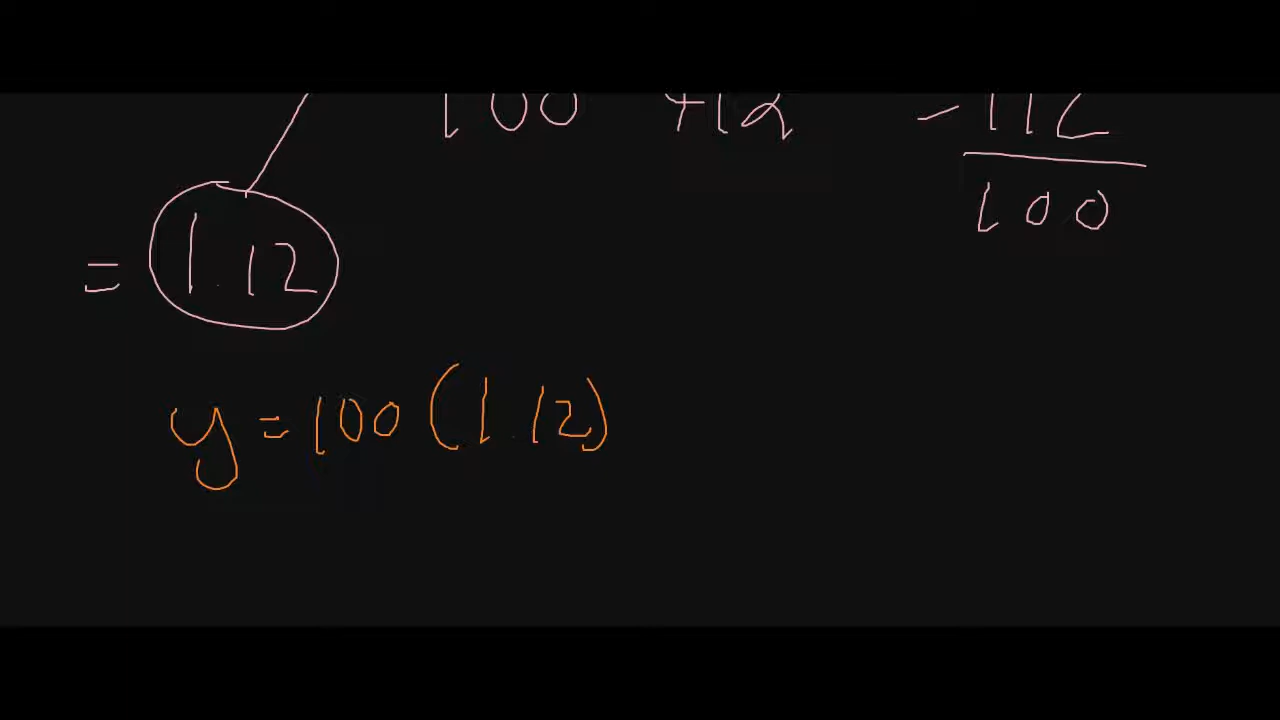 100 +12 = 112
100
= 1.12
y = 100 (1.12)